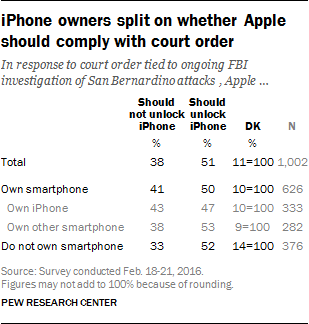 iPhone owners split on whether Apple
should comply with court order
In response to court order tied to ongoing FBI
investigation of San Bernardino attacks , Apple ...
Should Should
not unlock unlock
iPhone iPhone DK N
% % %
Total 38 51 11=100 1,002
Own smartphone 41 50 10=100 626
Own iPhone 43 47 10=100 333
Own other smartphone 38 53 9=100 282
Do not own smartphone 33 52 14=100 376
Source: Survey conducted Feb. 18-21, 2016.
Figures may not add to 100% because of rounding.
PEW RESEARCH CENTER